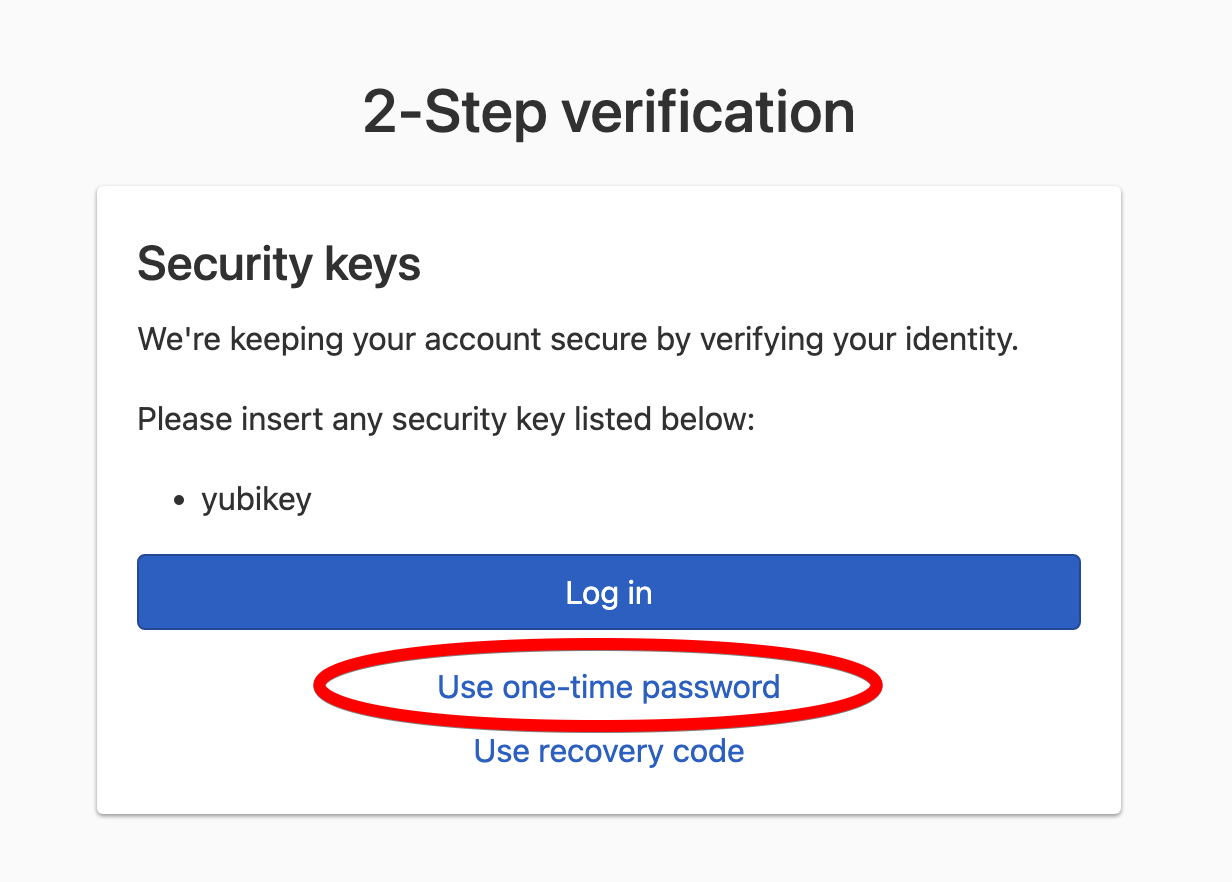 2-Step verification
Security keys
We're keeping your account secure by verifying your identity.
Please insert any security key listed below:
• yubikey
Log in
Use one-time password
Use recovery code